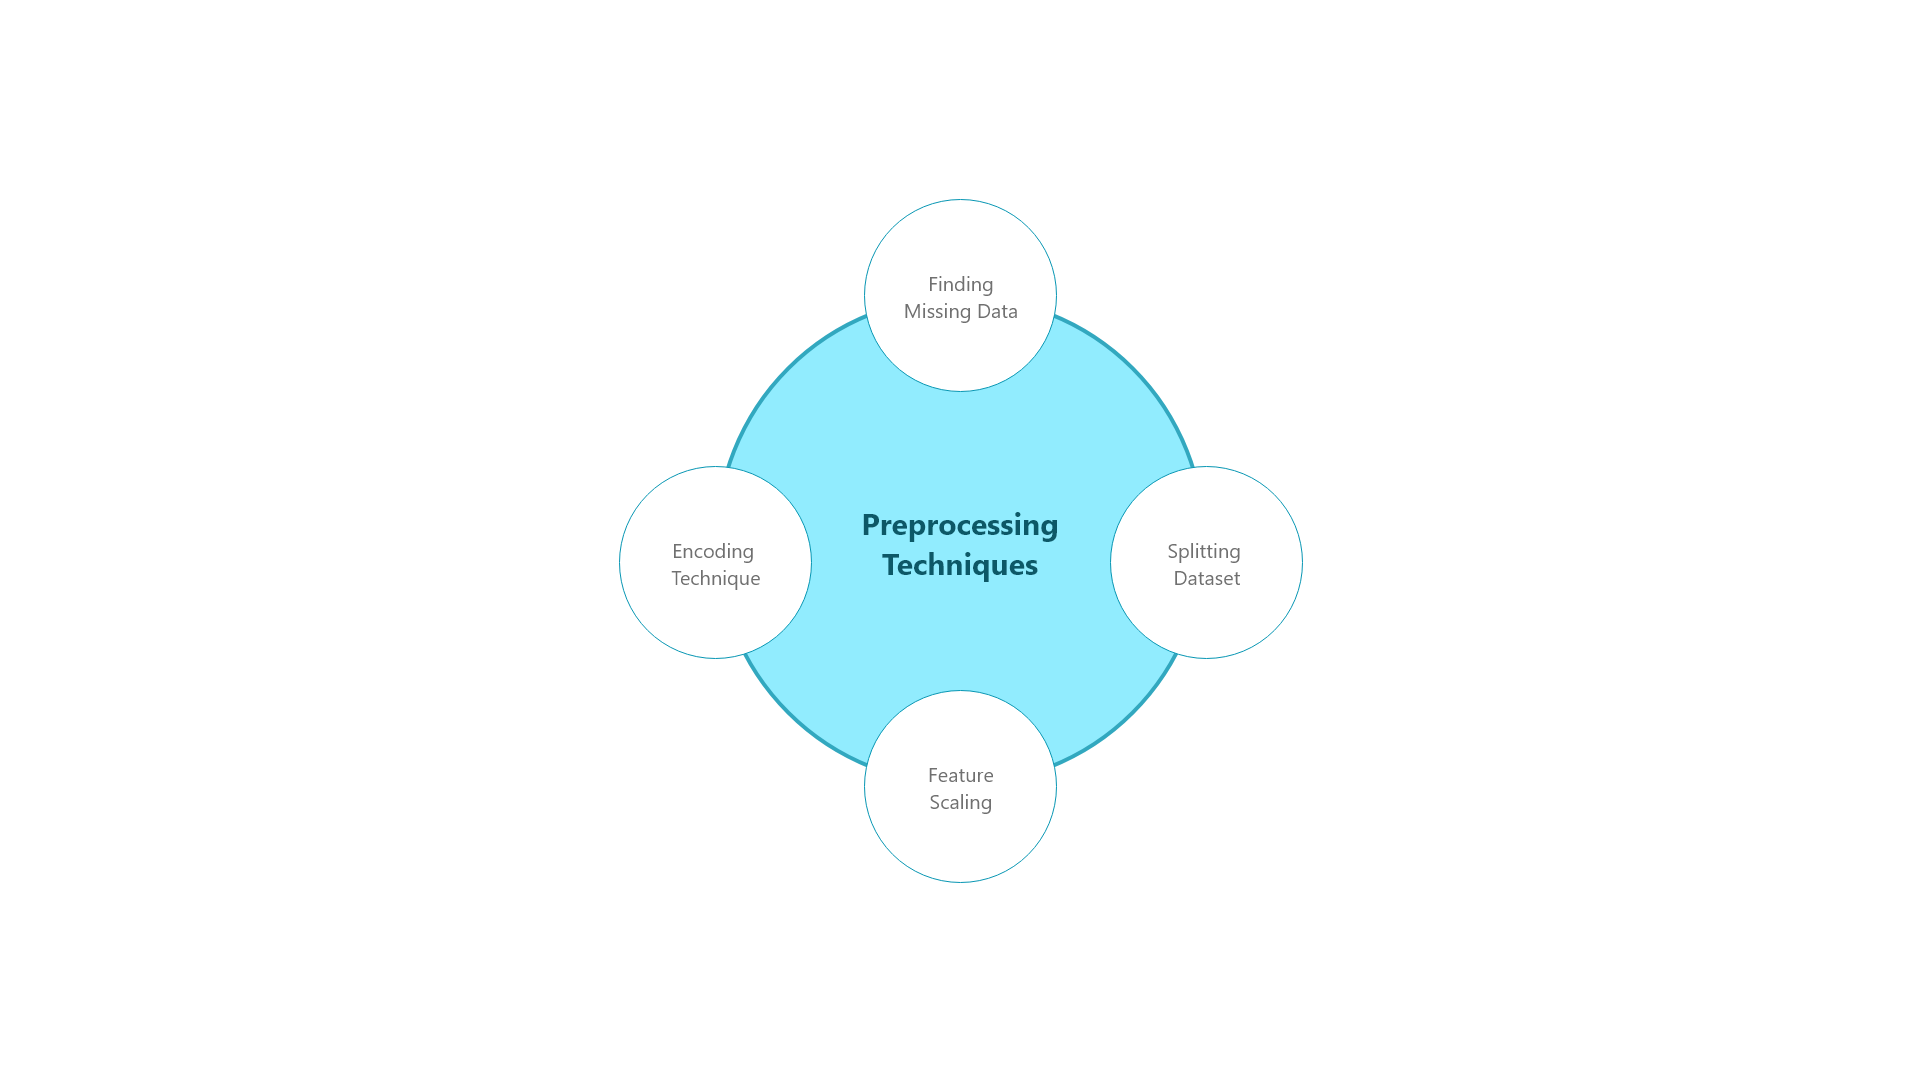 Finding
Missing Data
Preprocessing
Techniques
Encoding
Technique
Splitting
Dataset
Feature
Scaling